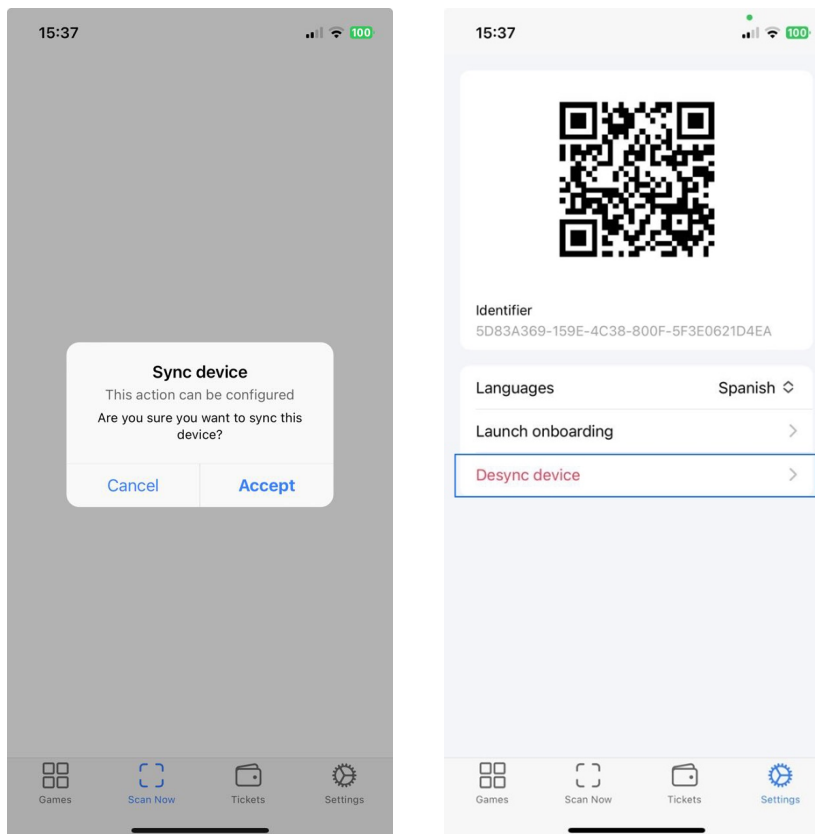 15:37
100
Sync device
This action can be configured
Are you sure you want to sync this
device?
Cancel
Accept
Games
Scan Now
Tickets
Settings
15:37
100
Identifier
5D83A369-159E-4C38-800F-5F3E0621D4EA
Languages
Spanish
Launch onboarding
Desync device
Games
Scan Now
Tickets
Settings